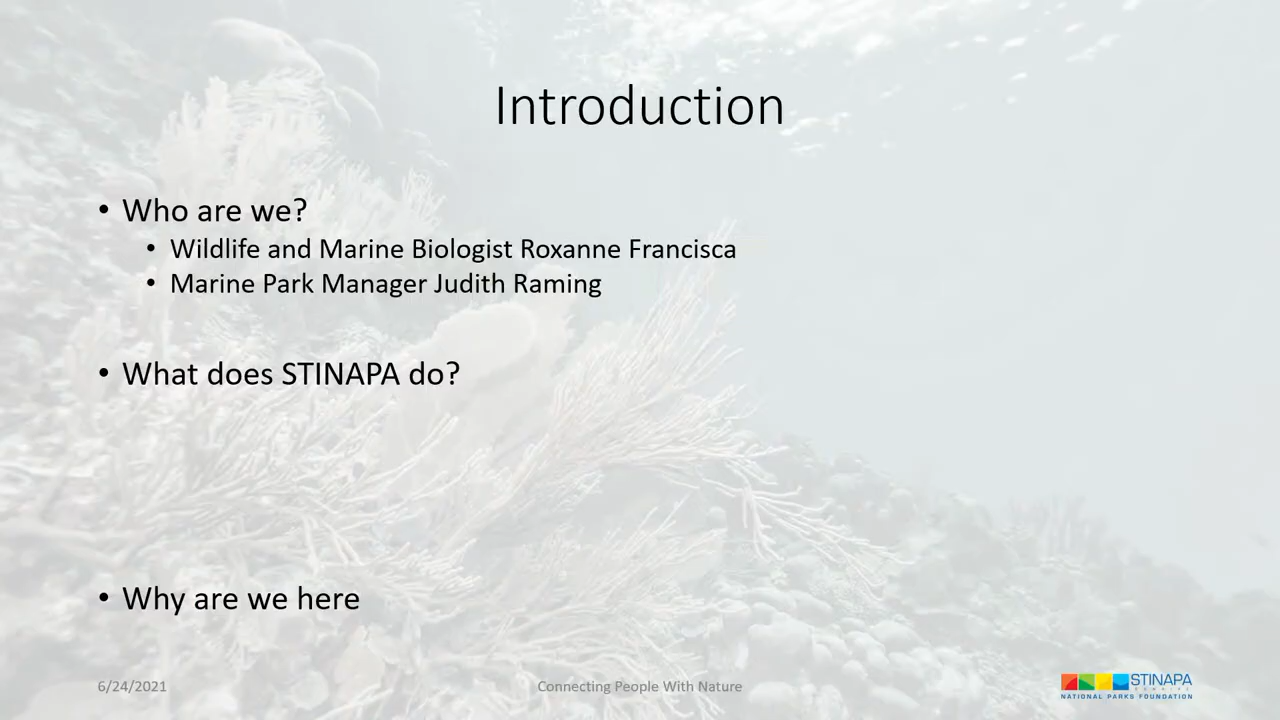 Introduction
• Who are we?
• Wildlife and Marine Biologist Roxanne Francisca
• Marine Park Manager Judith Raming
• What does STINAPA do?
• Why are we here
6/24/2021
Connecting People With Nature
STINAPA
BONAIRE
NATIONAL PARKS FOUNDATION